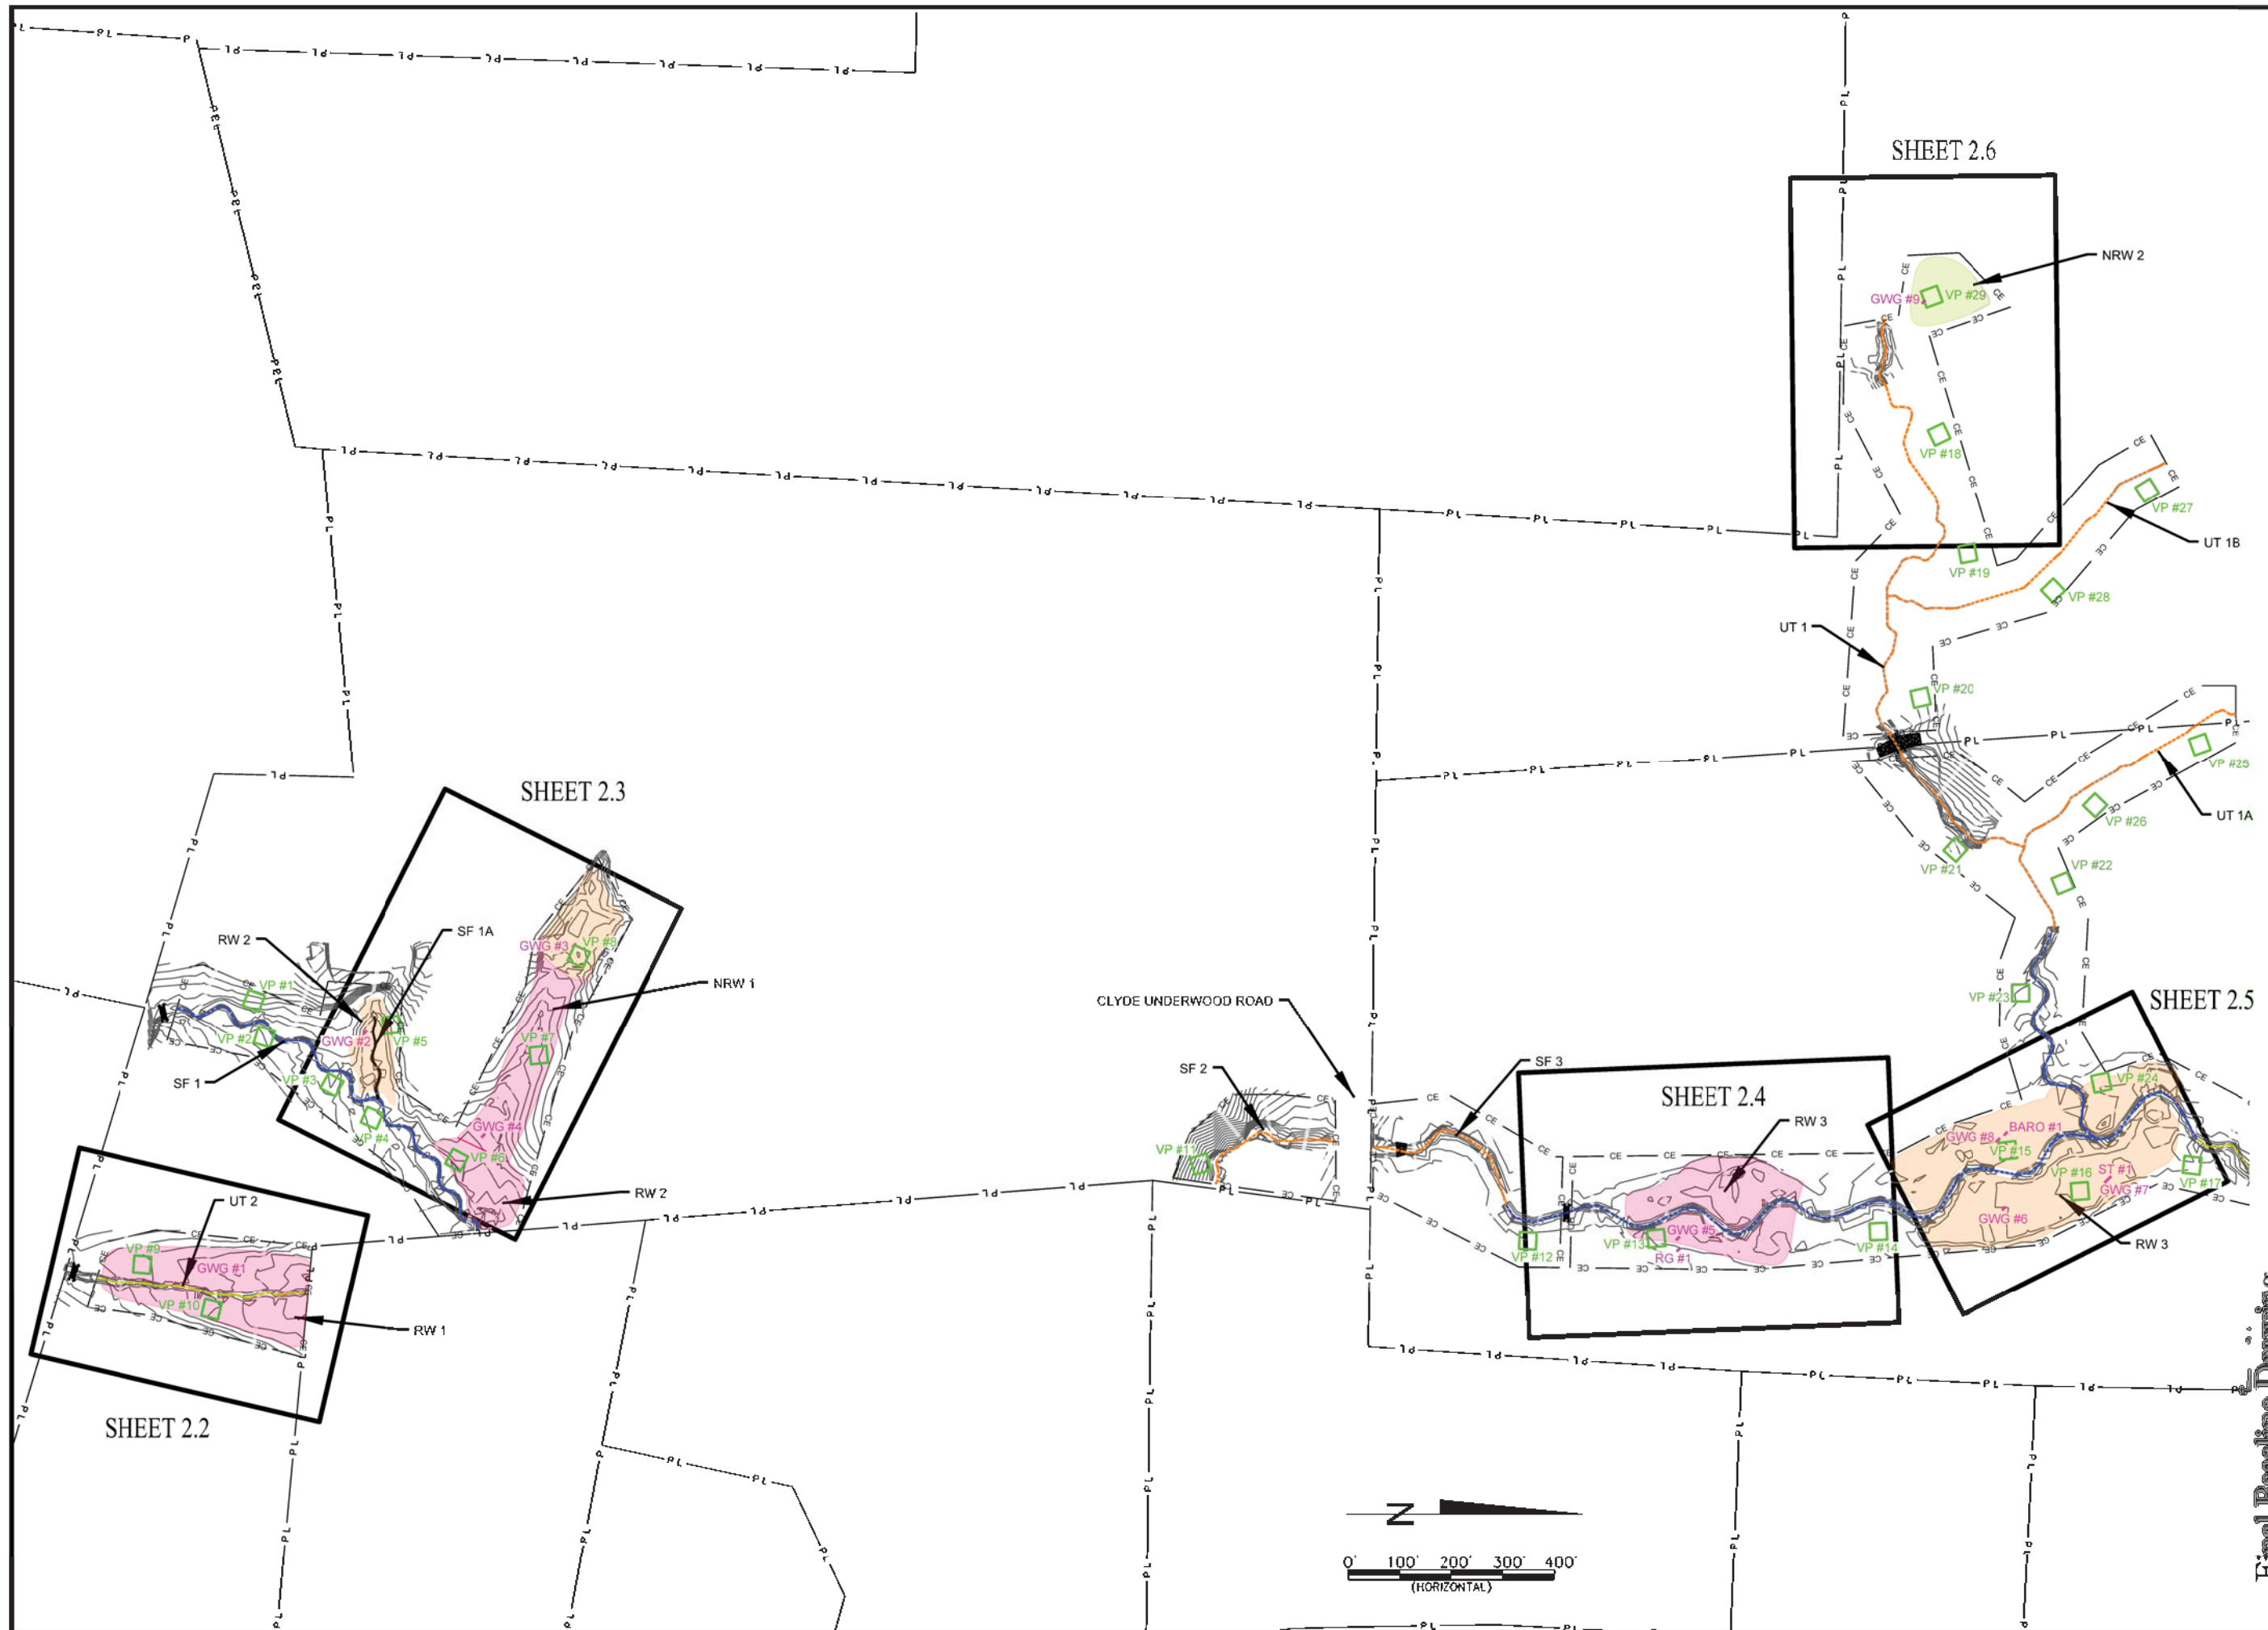 SHEET 2.6
NRW 2
GWG #9
VP #29
VP #18
VP #27
UT 1B
VP #19
VP #28
UT 1
VP #20
VP #25
UT 1A
VP #26
VP #21
VP #22
SHEET 2.3
SF 1A
RW 2
GWG #3
VP #8
NRW 1
VP #1
VP #2
GWG #2
VP #5
VP #7
SF 1
VP #3
VP #4
GWG #4
VP #6
RW 2
CLYDE UNDERWOOD ROAD
SF 2
VP #11
SF 3
SHEET 2.4
RW 3
VP #12
VP #13
GWG #5
RG #1
VP #14
VP #23
SHEET 2.5
VP #24
GWG #8
BARO #1
VP #15
VP #16
ST #1
GWG #7
VP #17
GWG #6
RW 3
UT 2
VP #9
GWG #1
VP #10
RW 1
SHEET 2.2
N
0' 100' 200' 300' 400'
(HORIZONTAL)
PL
CE